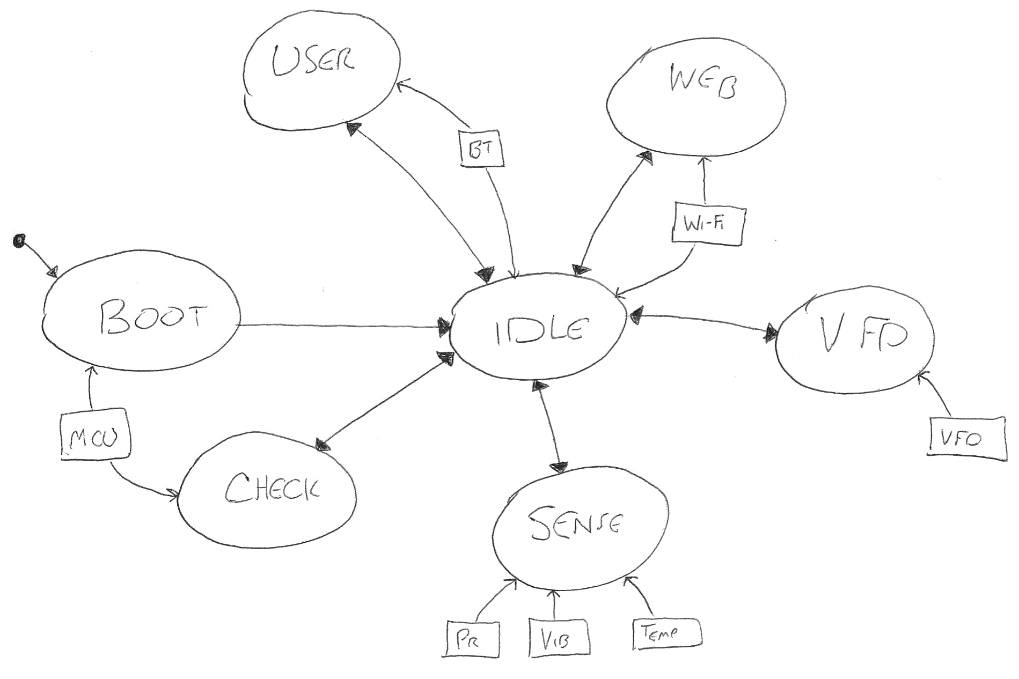 USER
WEB
BT
WI-FI
BOOT
IDLE
VFD
MCU
VFO
CHECK
SENSE
PR
VIB
TEMP